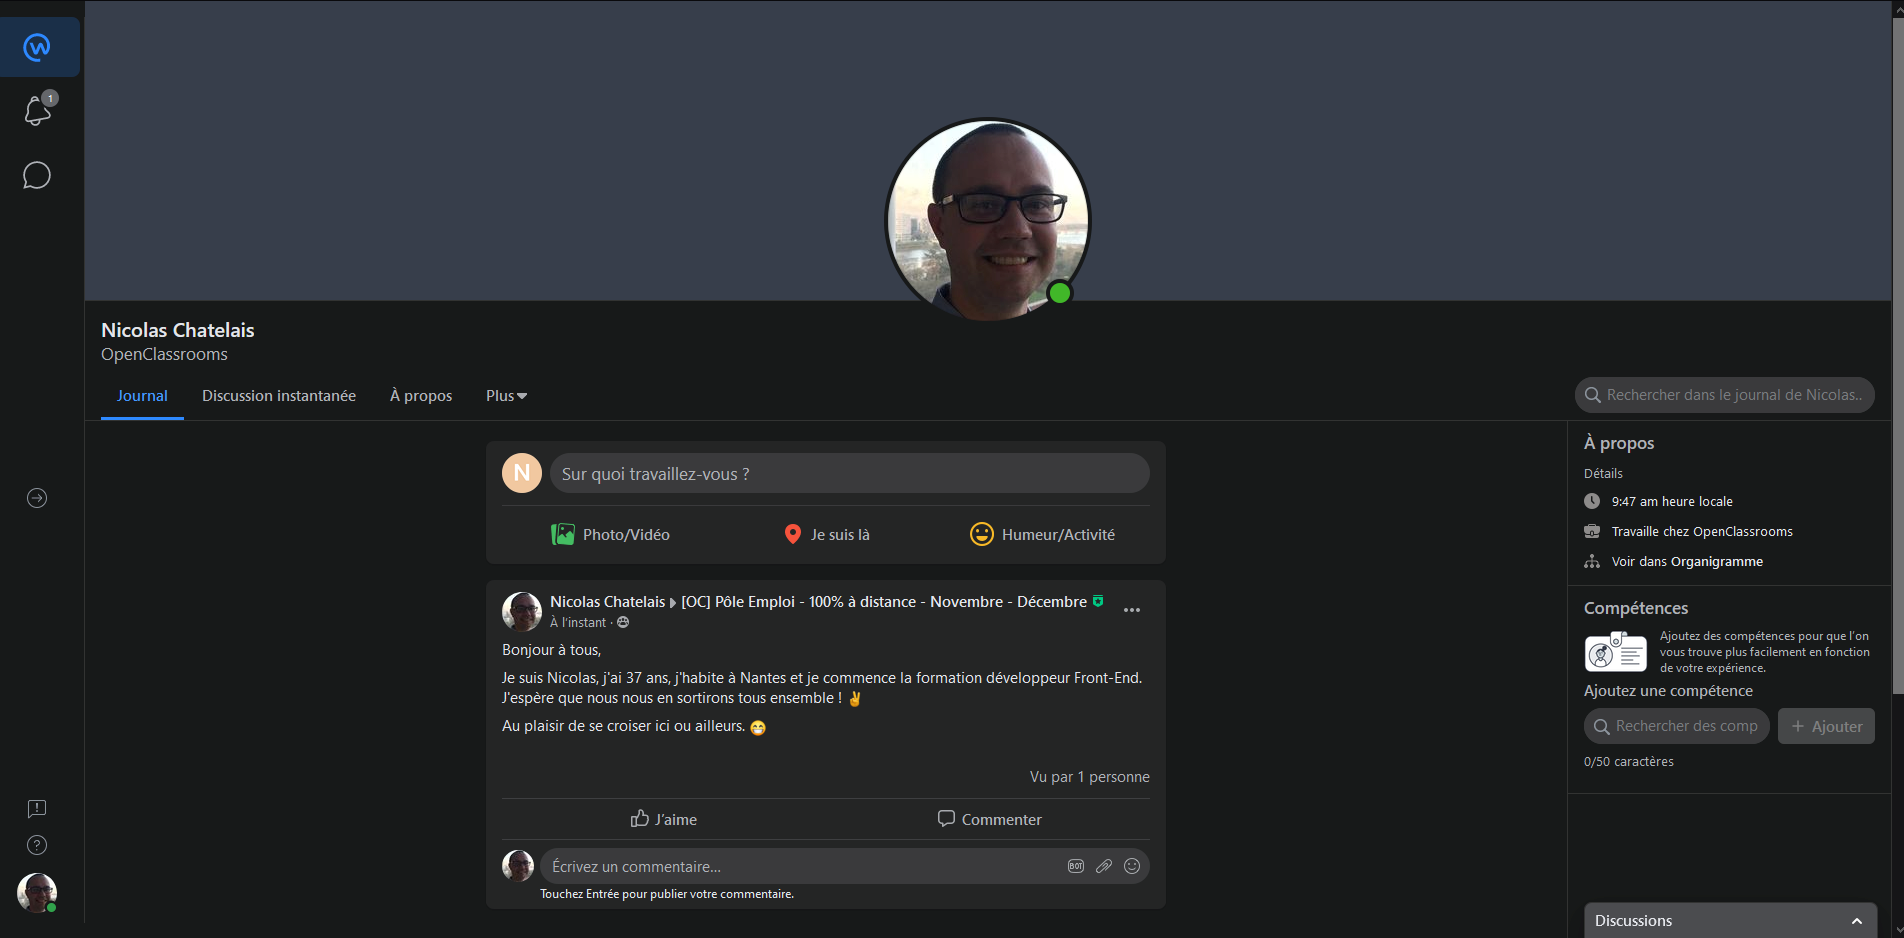 1
Nicolas Chatelais
OpenClassrooms
Journal
Discussion instantanée
À propos
Plus
Rechercher dans le journal de Nicolas..
N
Sur quoi travaillez-vous ?
Photo/Vidéo
Je suis là
Humeur/Activité
Nicolas Chatelais [OC] Pôle Emploi - 100% à distance - Novembre - Décembre
À l'instant ·
Bonjour à tous,
Je suis Nicolas, j'ai 37 ans, j'habite à Nantes et je commence la formation développeur Front-End.
J'espère que nous nous en sortirons tous ensemble ! ✌
Au plaisir de se croiser ici ou ailleurs. 😁
Vu par 1 personne
J'aime
Commenter
Écrivez un commentaire...
BOT
Touchez Entrée pour publier votre commentaire.
À propos
Détails
9:47 am heure locale
Travaille chez OpenClassrooms
Voir dans Organigramme
Compétences
Ajoutez des compétences pour que l'on
vous trouve plus facilement en fonction
de votre expérience.
Ajoutez une compétence
Rechercher des comp
+ Ajouter
0/50 caractères
Discussions